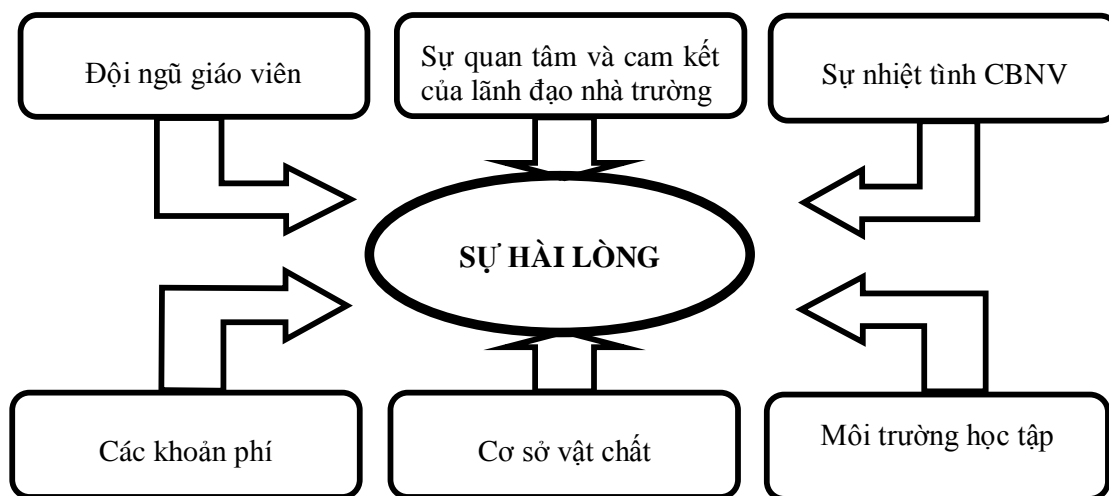 Đội ngũ giáo viên
Sự quan tâm và cam kết
của lãnh đạo nhà trường
Sự nhiệt tình CBNV
SỰ HÀI LÒNG
Các khoản phí
Cơ sở vật chất
Môi trường học tập